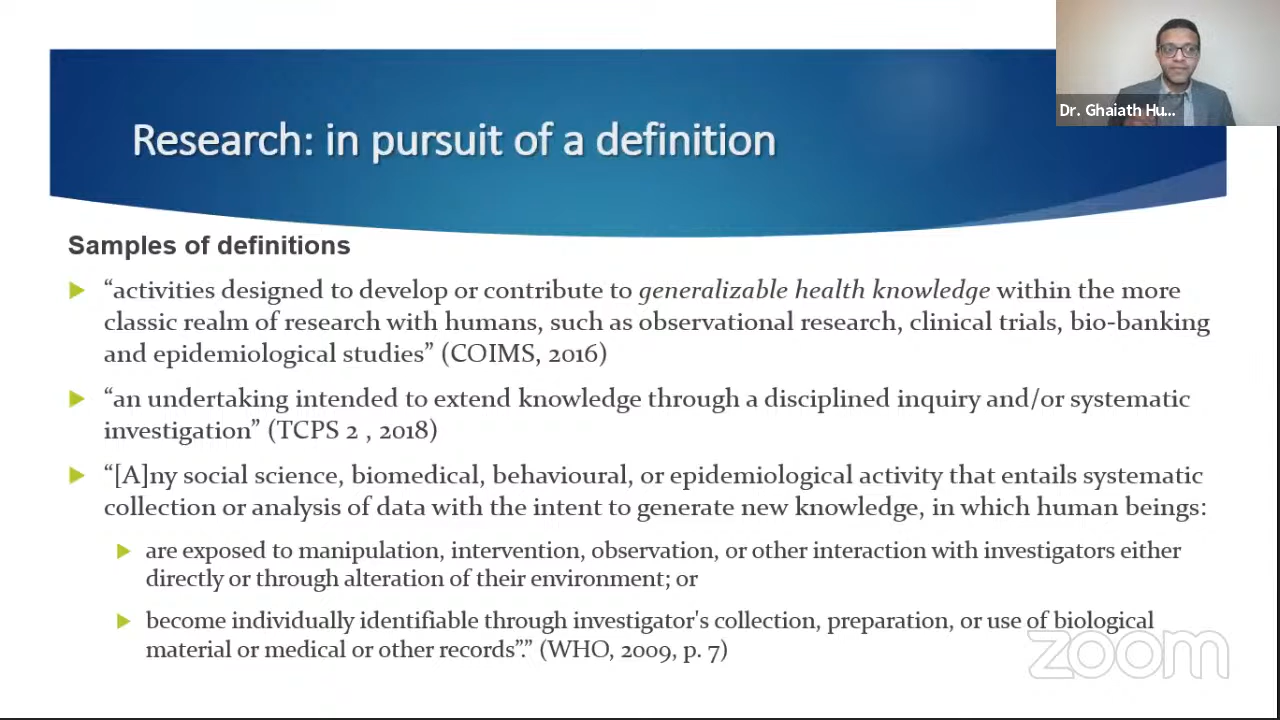 Dr. Ghaiath Hu...
Research: in pursuit of a definition
Samples of definitions
“activities designed to develop or contribute to generalizable health knowledge within the more
classic realm of research with humans, such as observational research, clinical trials, bio-banking
and epidemiological studies” (COIMS, 2016)
“an undertaking intended to extend knowledge through a disciplined inquiry and/or systematic
investigation” (TCPS 2 , 2018)
“[A]ny social science, biomedical, behavioural, or epidemiological activity that entails systematic
collection or analysis of data with the intent to generate new knowledge, in which human beings:
are exposed to manipulation, intervention, observation, or other interaction with investigators either
directly or through alteration of their environment; or
become individually identifiable through investigator's collection, preparation, or use of biological
material or medical or other records”.” (WHO, 2009, p. 7)
zoom